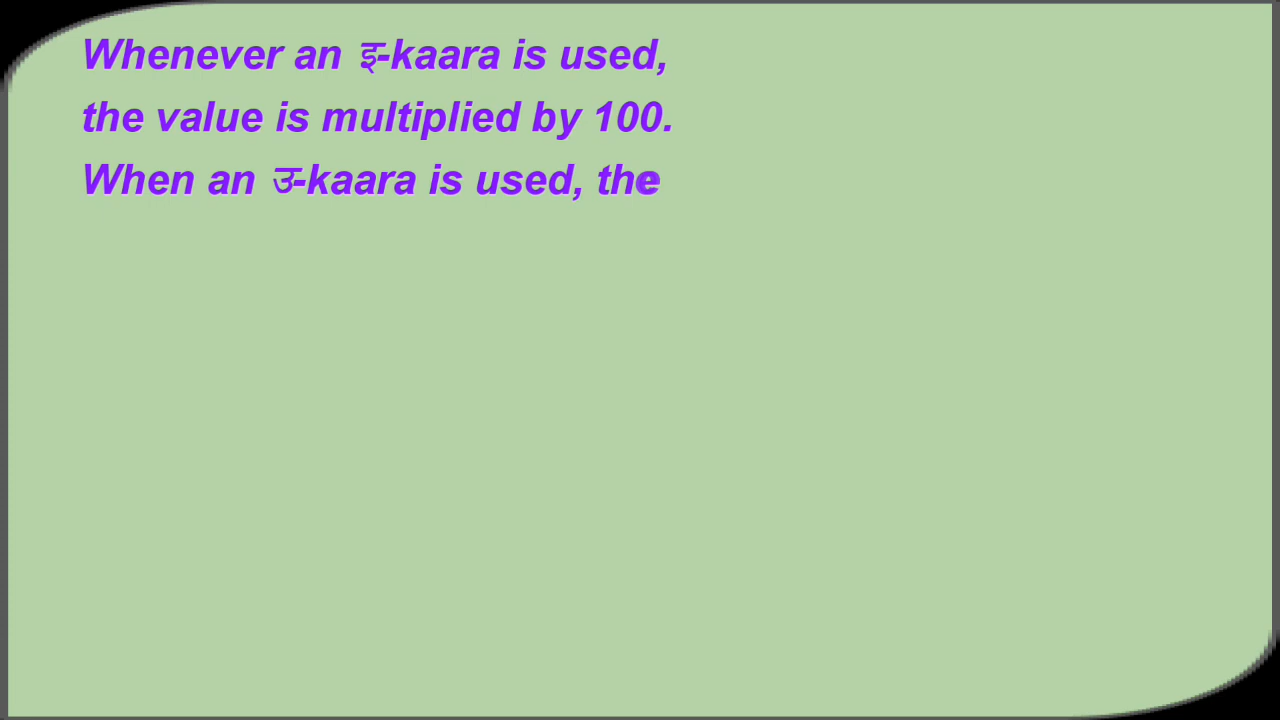 Whenever an इ-kaara is used,
the value is multiplied by 100.
When an उ-kaara is used, the